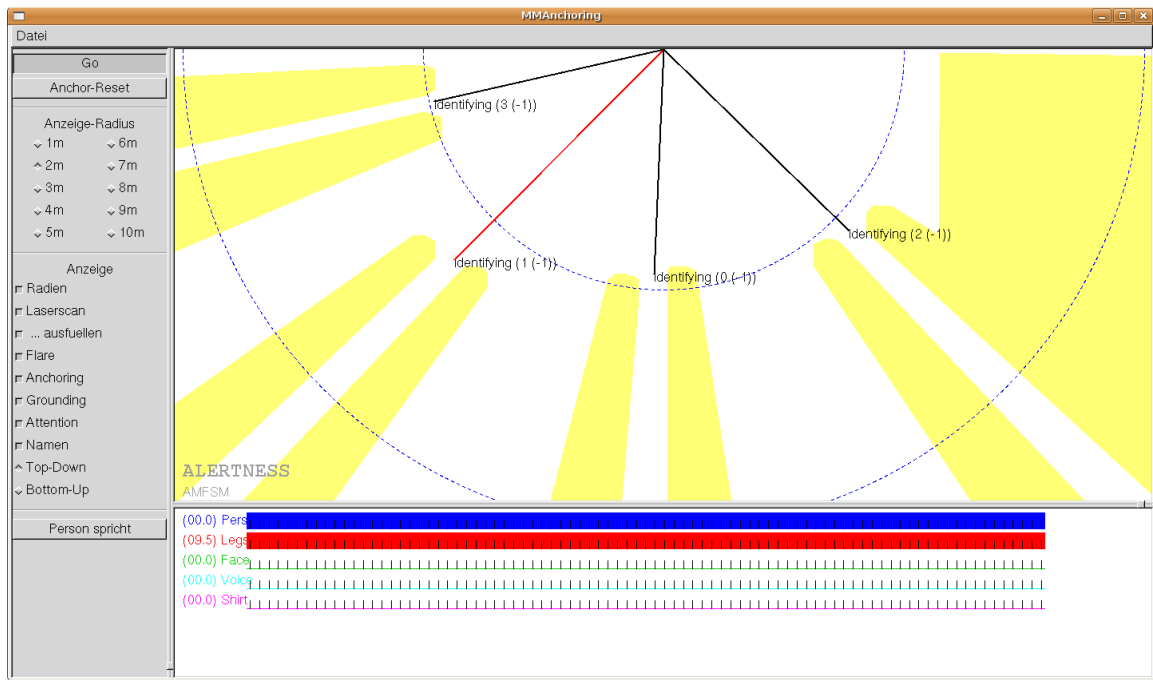 MMAnchoring
Datei
Go
Anchor-Reset
Anzeige-Radius
1m 6m
2m 7m
3m 8m
4m 9m
5m 10m
Anzeige
Radien
Laserscan
... ausfuellen
Flare
Anchoring
Grounding
Attention
Namen
Top-Down
Bottom-Up
Person spricht
Identifying (3 (-1))
Identifying (2 (-1))
Identifying (1 (-1))
Identifying (0 (-1))
ALERTNESS
AMFSM
(00.0) Pers
(09.5) Legs
(00.0) Face
(00.0) Voice
(00.0) Shirt